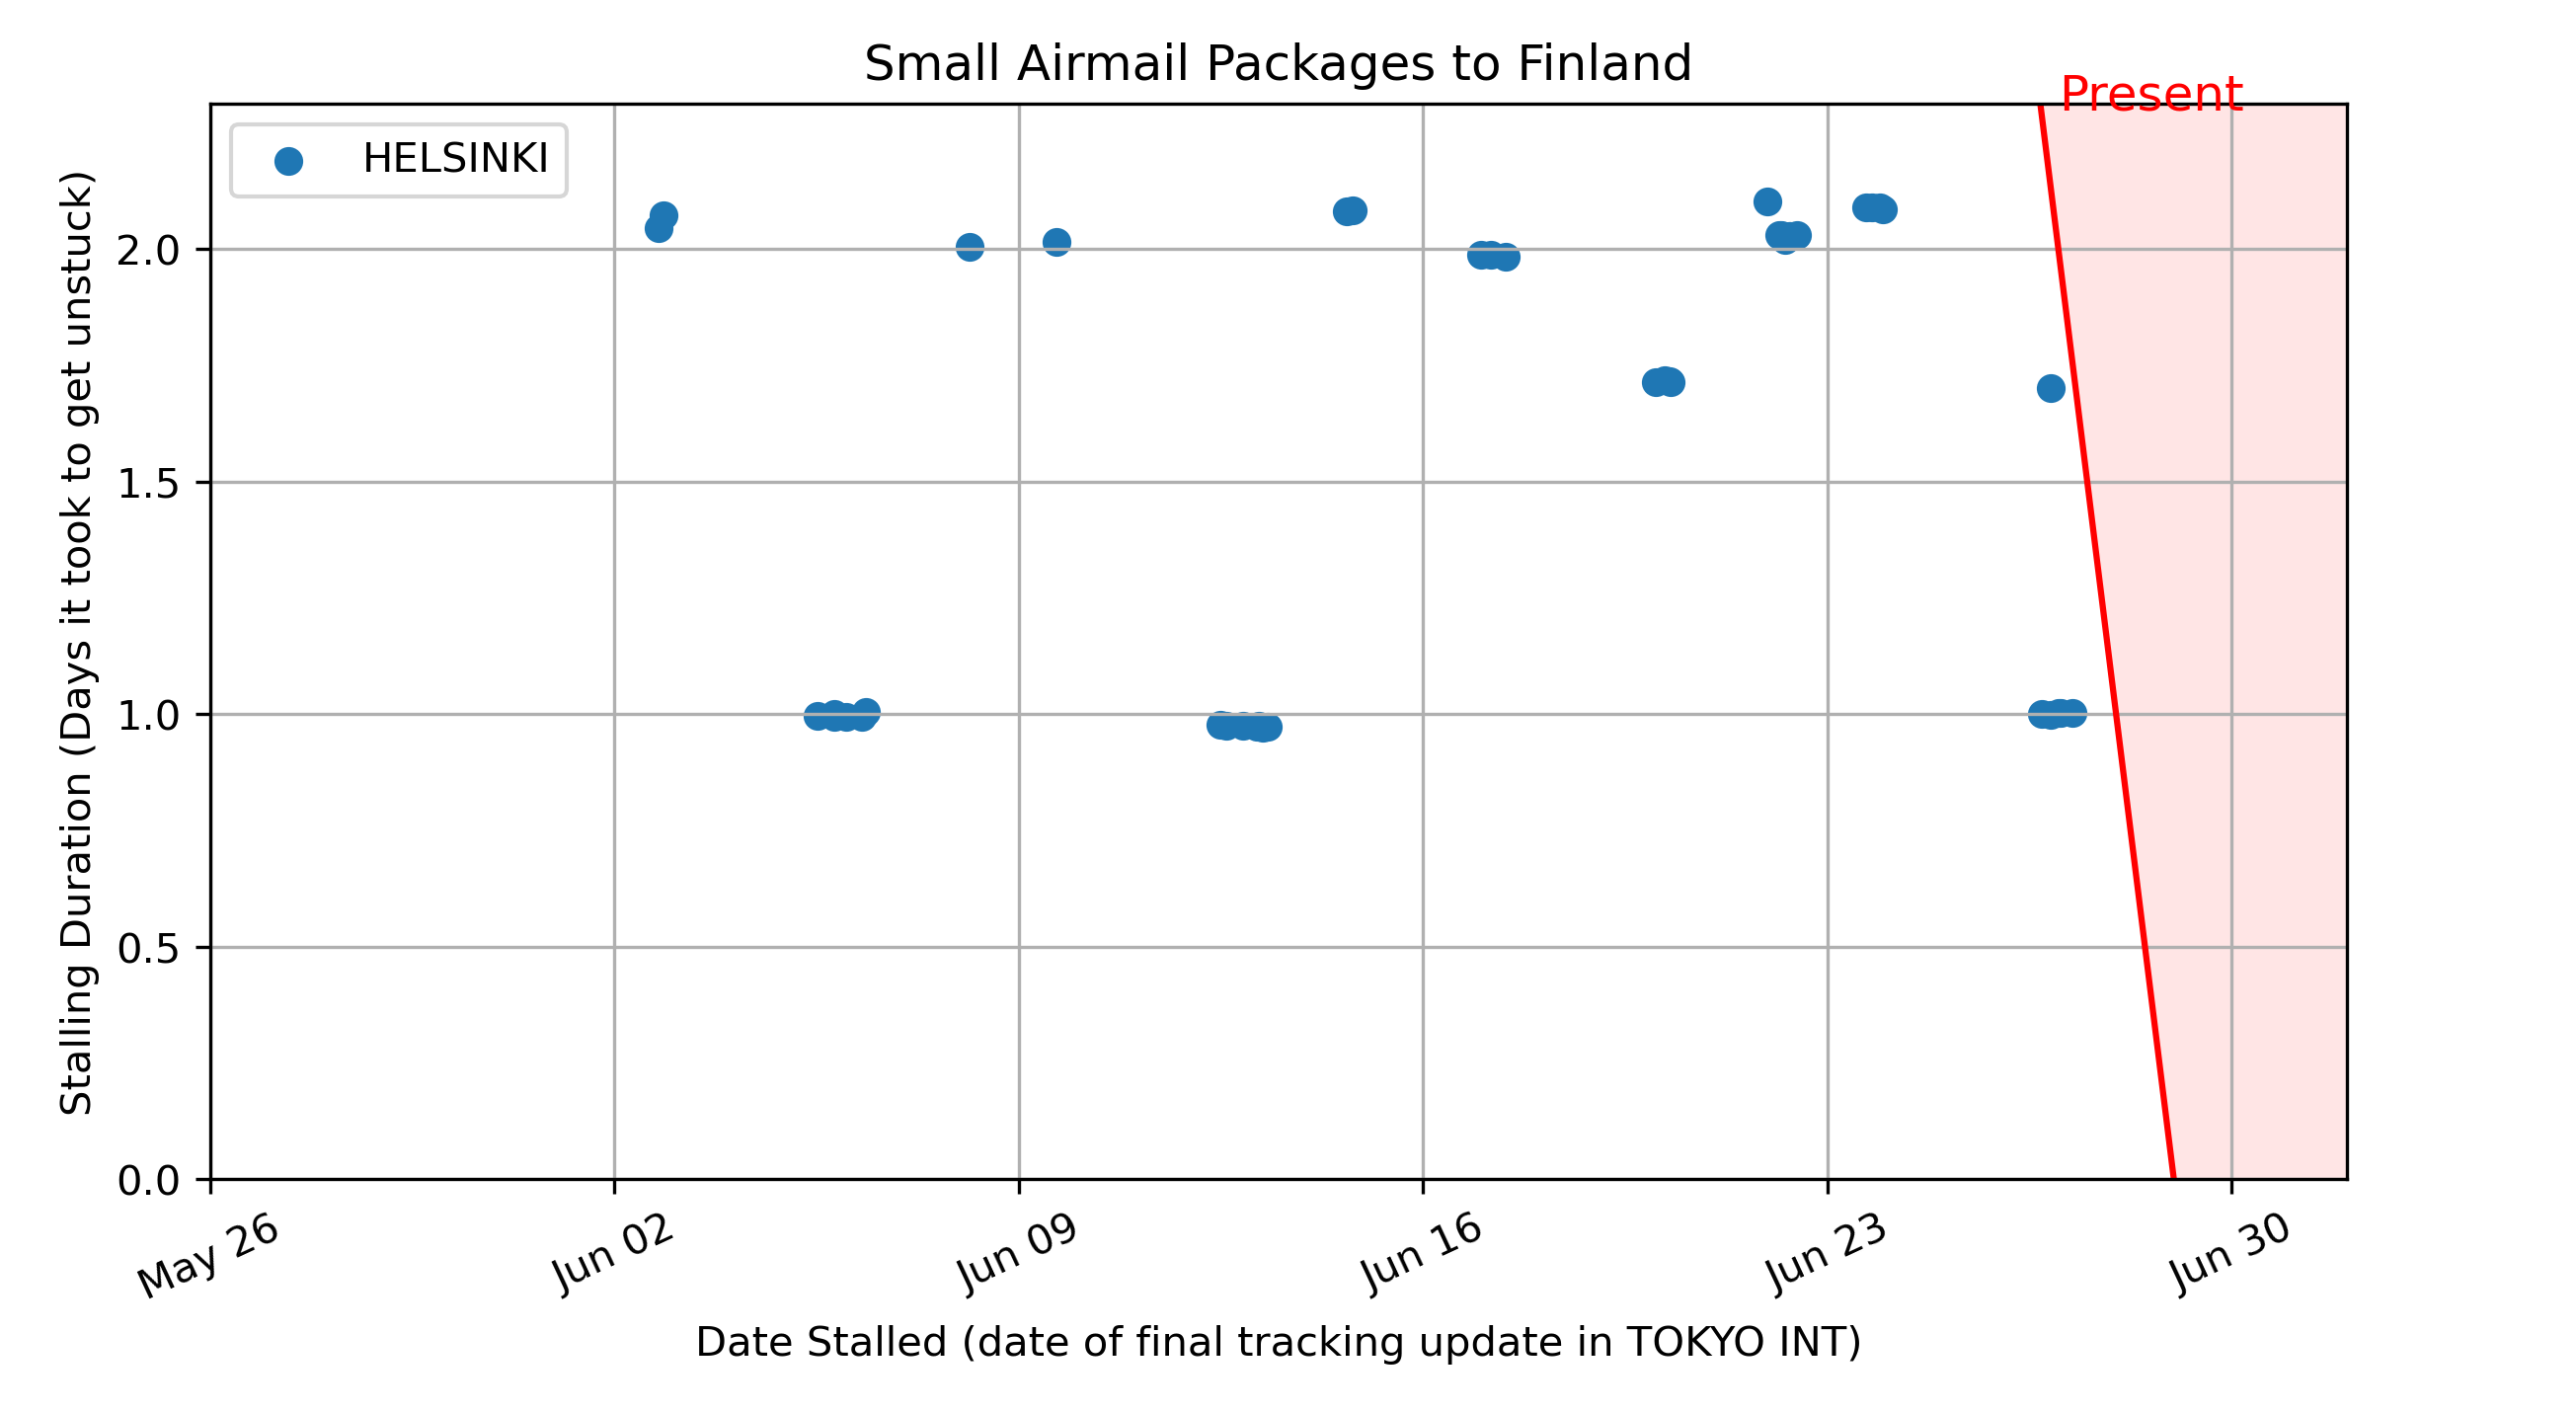 Small Airmail Packages to Finland
Present
HELSINKI
Stalling Duration (Days it took to get unstuck)
2.0
1.5
1.0
0.5
0.0
May 26
Jun 02
Jun 09
Jun 16
Jun 23
Jun 30
Date Stalled (date of final tracking update in TOKYO INT)